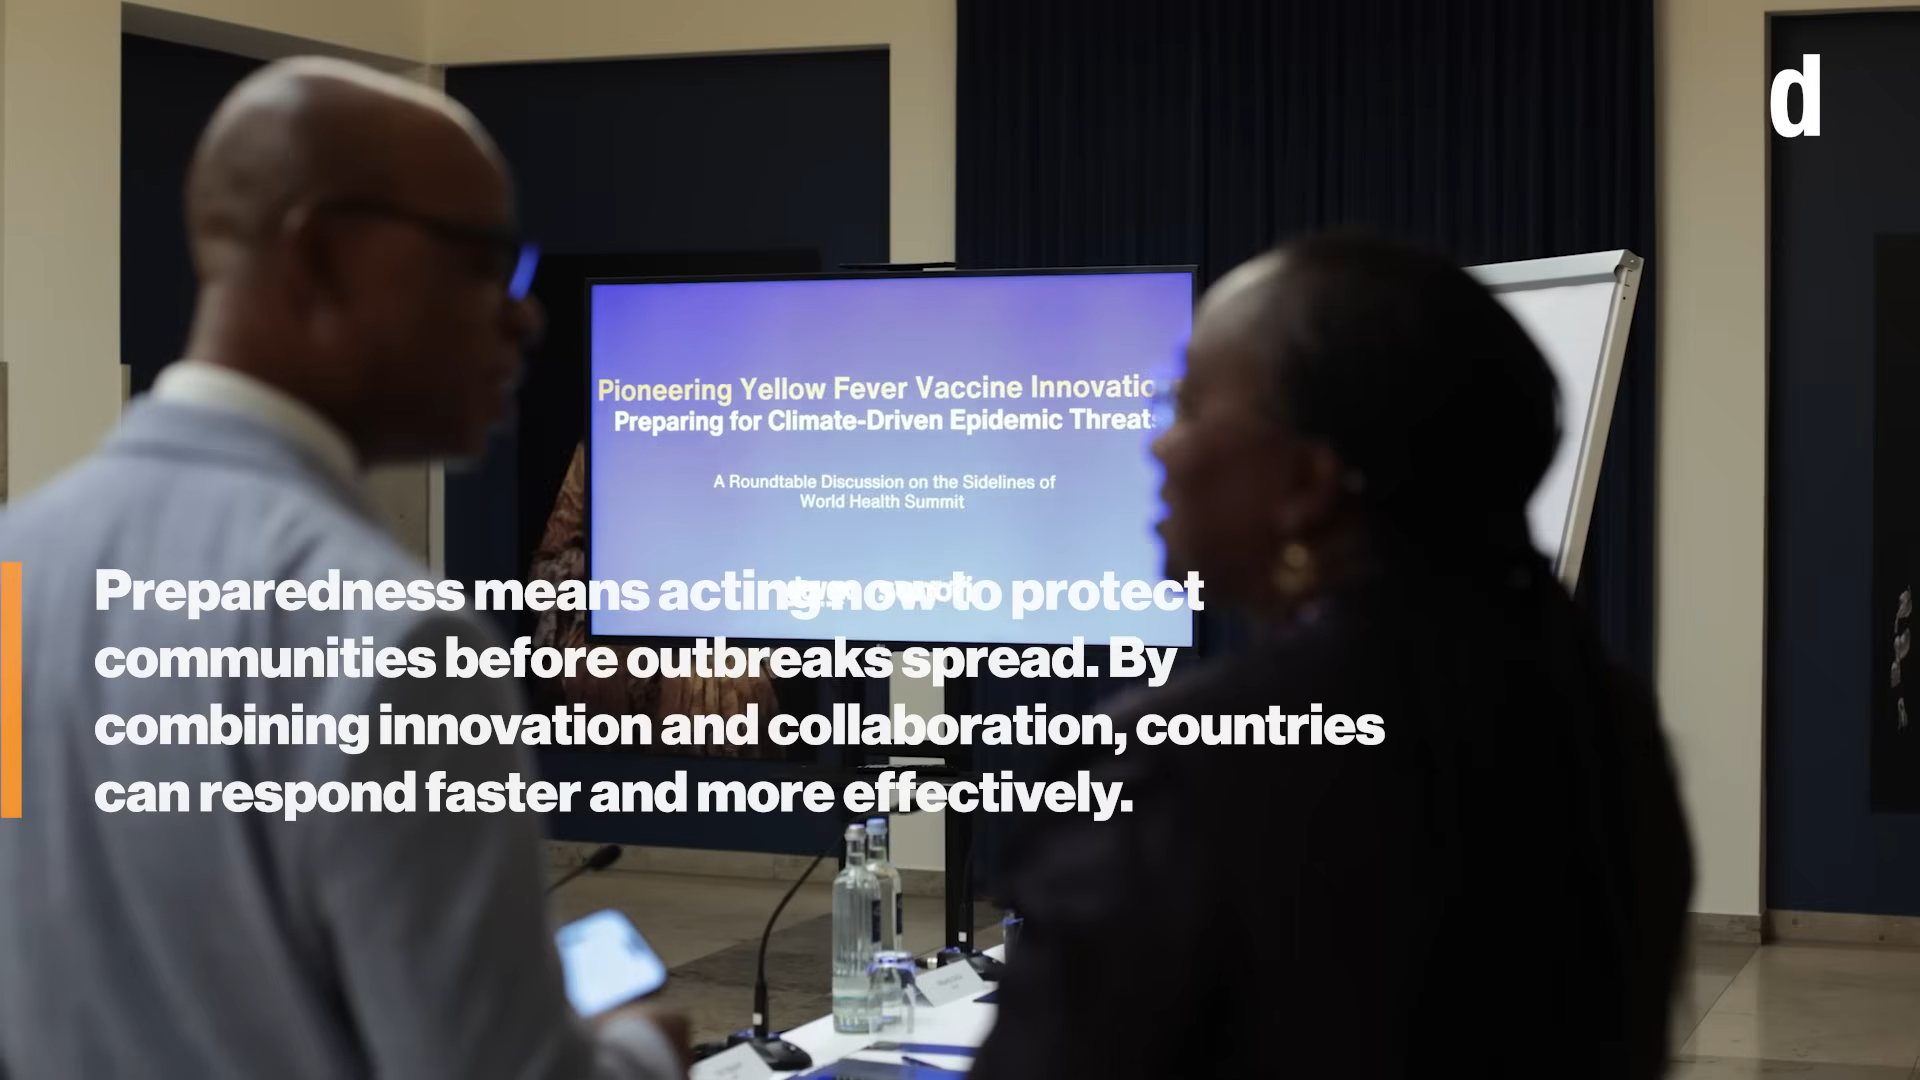 d
Pioneering Yellow Fever Vaccine Innovatio
Preparing for Climate-Driven Epidemic Threats
A Roundtable Discussion on the Sidelines of
World Health Summit
Preparedness means acting now to protect
communities before outbreaks spread. By
combining innovation and collaboration, countries
can respond faster and more effectively.